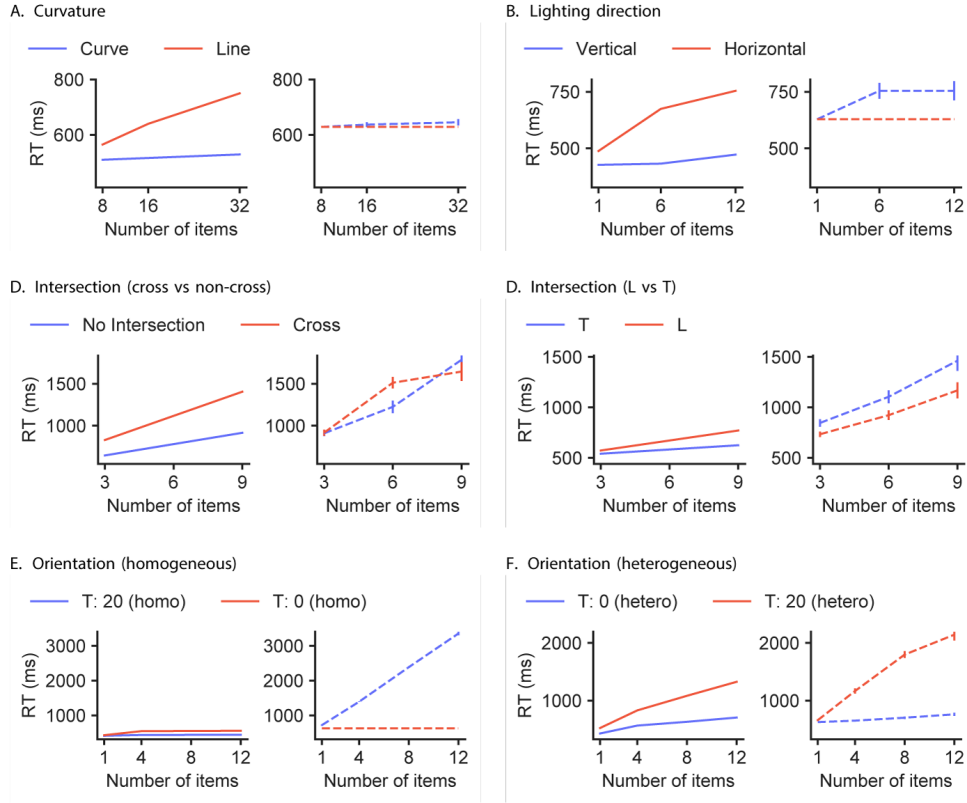 A. Curvature
Curve Line
800 600
RT (ms)
8 16 32
Number of items
800 600
8 16 32
Number of items
B. Lighting direction
Vertical Horizontal
750 500
RT (ms)
1 6 12
Number of items
750 500
1 6 12
Number of items
D. Intersection (cross vs non-cross)
No Intersection Cross
1500 1000
RT (ms)
3 6 9
Number of items
1500 1000
3 6 9
Number of items
D. Intersection (L vs T)
T L
1500 1000 500
RT (ms)
3 6 9
Number of items
1500 1000 500
3 6 9
Number of items
E. Orientation (homogeneous)
T: 20 (homo) T: 0 (homo)
3000 2000 1000
RT (ms)
1 4 8 12
Number of items
3000 2000 1000
1 4 8 12
Number of items
F. Orientation (heterogeneous)
T: 0 (hetero) T: 20 (hetero)
2000 1000
RT (ms)
1 4 8 12
Number of items
2000 1000
1 4 8 12
Number of items